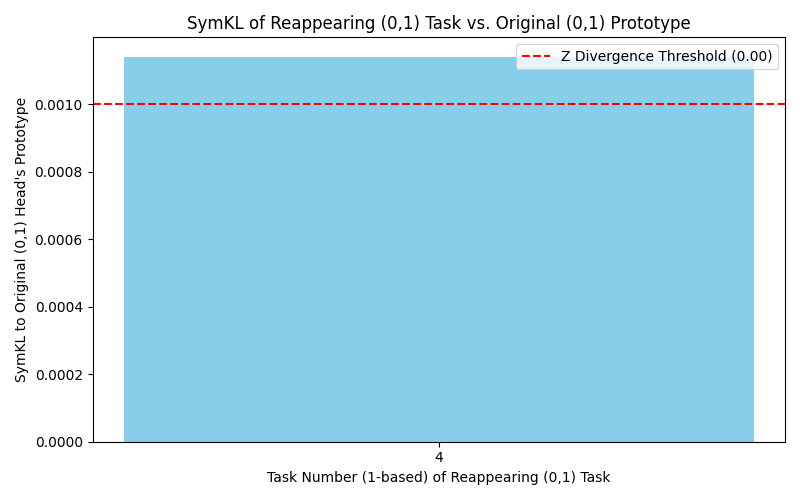 SymKL of Reappearing (0,1) Task vs. Original (0,1) Prototype
Z Divergence Threshold (0.00)
SymKL to Original (0,1) Head's Prototype
0.0010
0.0008
0.0006
0.0004
0.0002
0.0000
4
Task Number (1-based) of Reappearing (0,1) Task